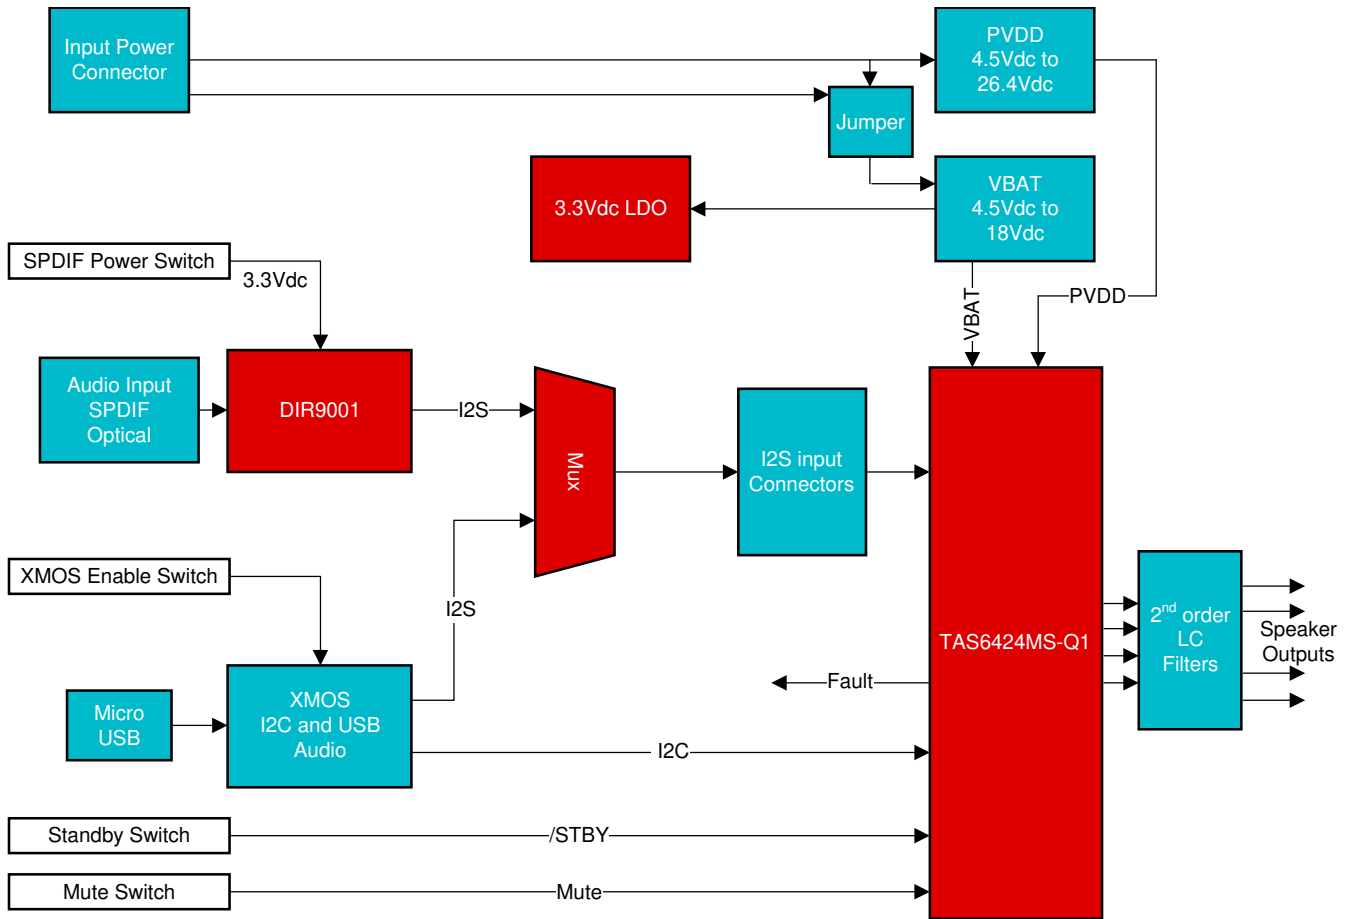 Input Power
Connector
PVDD
4.5Vdc to
26.4Vdc
Jumper
3.3Vdc LDO
VBAT
4.5Vdc to
18Vdc
SPDIF Power Switch
3.3Vdc
VBAT
PVDD
Audio Input
SPDIF
Optical
DIR9001
I2S
Mux
I2S input
Connectors
XMOS Enable Switch
I2S
TAS6424MS-Q1
2nd order
LC
Filters
Speaker
Outputs
Fault
Micro
USB
XMOS
I2C and USB
Audio
I2C
Standby Switch
/STBY
Mute Switch
Mute